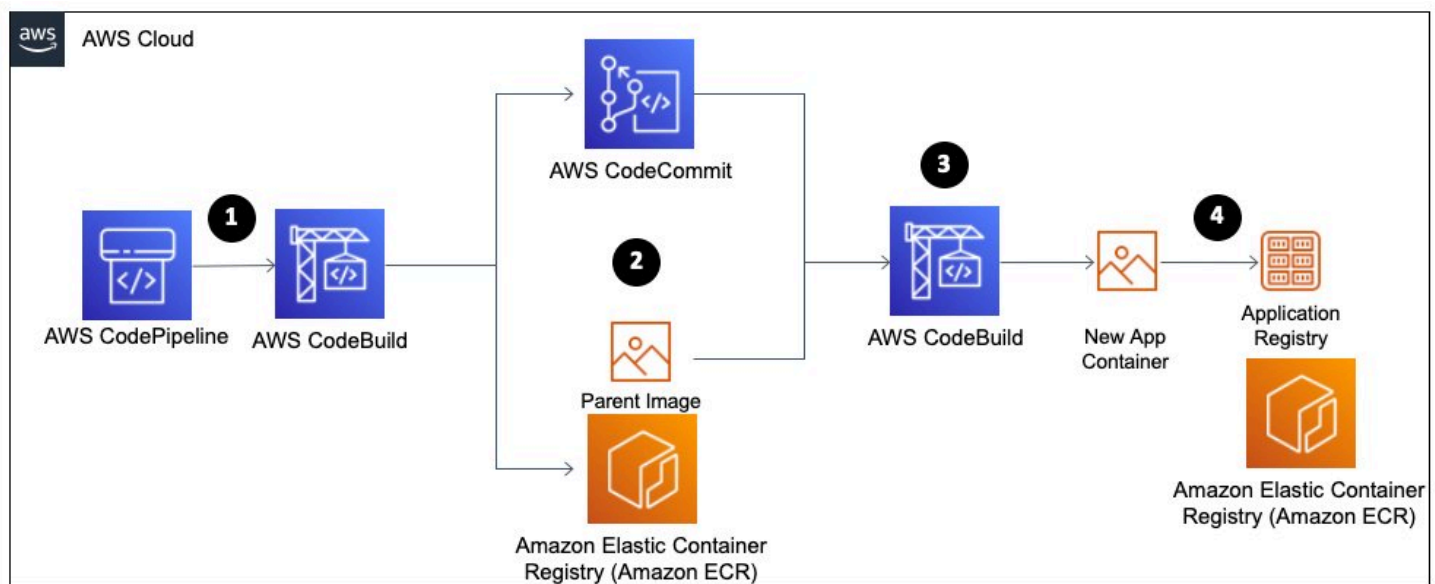 aws
AWS Cloud
AWS CodeCommit
1
AWS CodePipeline
AWS CodeBuild
2
Parent Image
Amazon Elastic Container
Registry (Amazon ECR)
3
AWS CodeBuild
New App
Container
4
Application
Registry
Amazon Elastic Container
Registry (Amazon ECR)